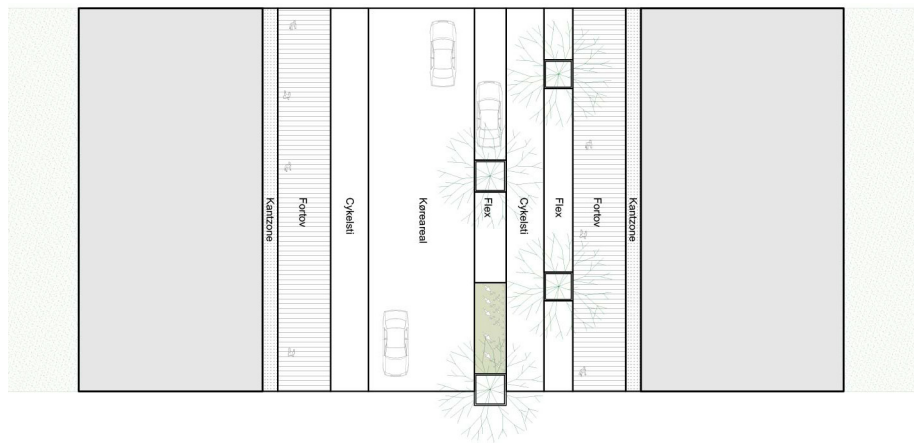 Kantzone
Fortov
Cykelsti
Køreareal
Flex
Cykelsti
Flex
Fortov
Kantzone